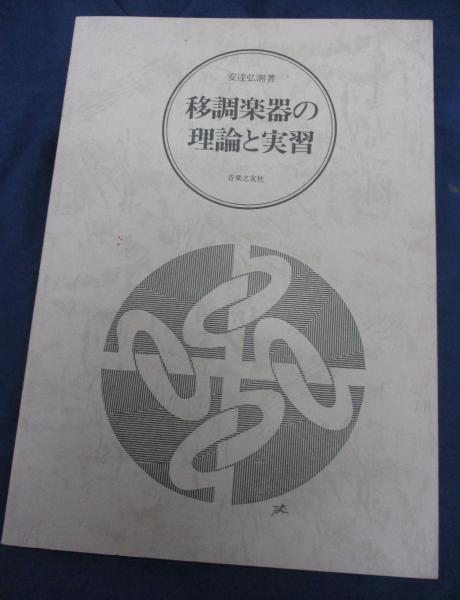 安達弘潮著
移調楽器の
理論と実習
音楽之友社